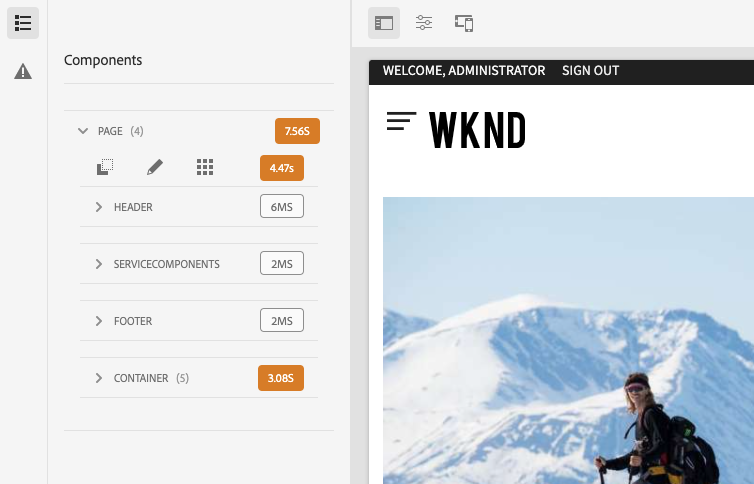 Components
PAGE (4) 7.56S
4.47s
HEADER 6MS
SERVICECOMPONENTS 2MS
FOOTER 2MS
CONTAINER (5) 3.08S
WELCOME, ADMINISTRATOR SIGN OUT
WKND